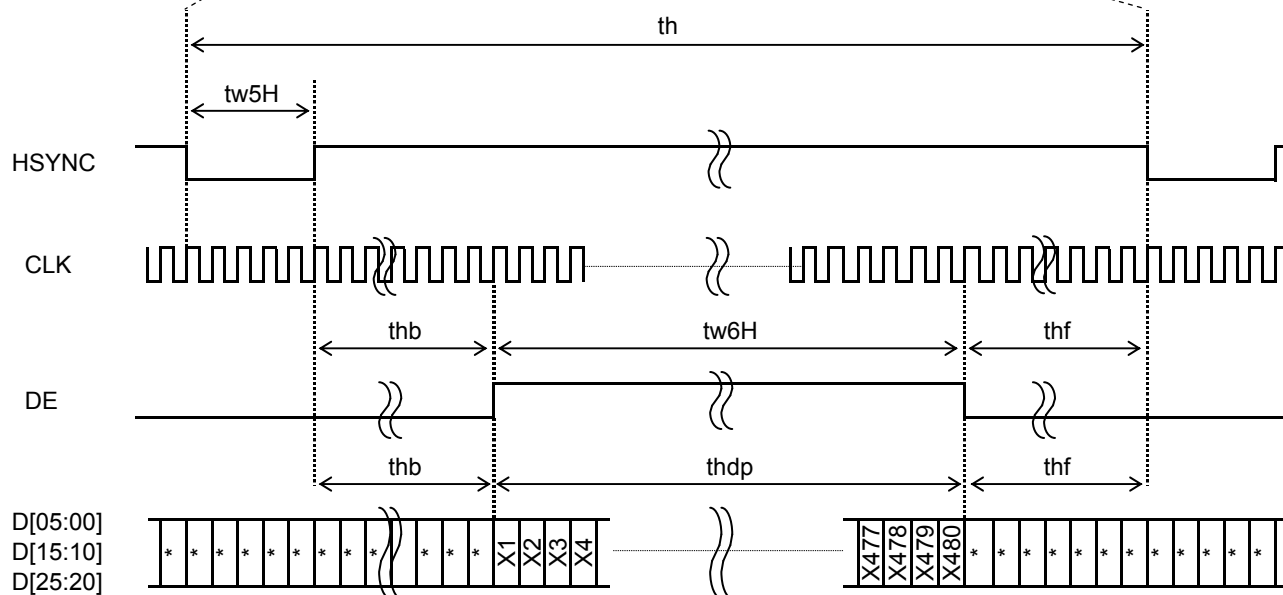 th
tw5H
HSYNC
CLK
thb tw6H thf
DE
thb thdp thf
D[05:00]
D[15:10]
D[25:20]
* * * * * * * * * * * * X1 X2 X3 X4 X477 X478 X479 X480 * * * * * * * * * * * *